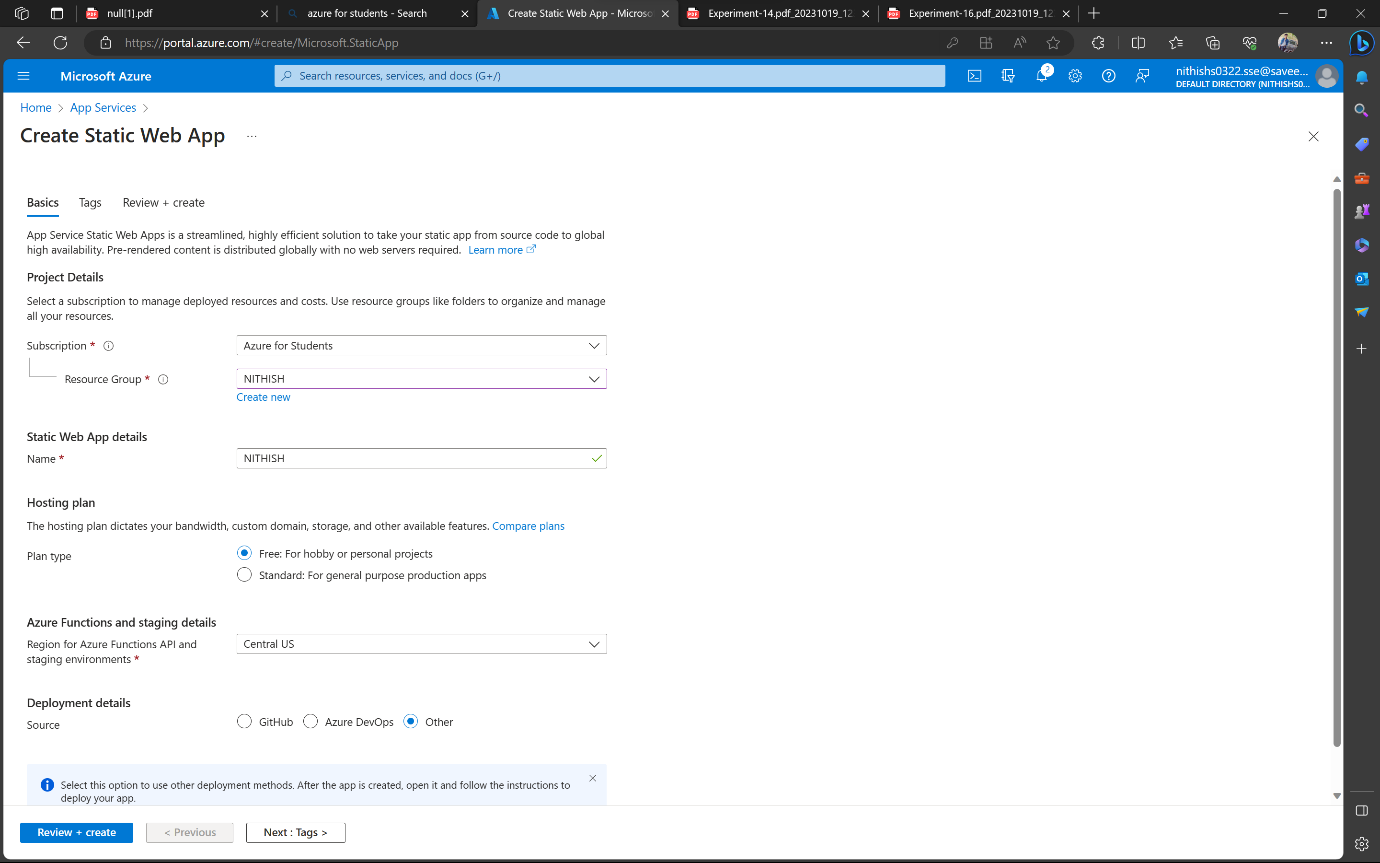 null[1].pdf
azure for students - Search
Create Static Web App - Microso
Experiment-14.pdf_20231019_12
Experiment-16.pdf_20231019_12
https://portal.azure.com/#create/Microsoft.StaticApp
Microsoft Azure
Search resources, services, and docs (G+/)
2
nithishs0322.sse@savee...
DEFAULT DIRECTORY (NITHISHS0...
Home > App Services >
Create Static Web App ...
Basics Tags Review + create
App Service Static Web Apps is a streamlined, highly efficient solution to take your static app from source code to global
high availability. Pre-rendered content is distributed globally with no web servers required. Learn more
Project Details
Select a subscription to manage deployed resources and costs. Use resource groups like folders to organize and manage
all your resources.
Subscription * Azure for Students
Resource Group * NITHISH
Create new
Static Web App details
Name * NITHISH
Hosting plan
The hosting plan dictates your bandwidth, custom domain, storage, and other available features. Compare plans
Plan type Free: For hobby or personal projects
Standard: For general purpose production apps
Azure Functions and staging details
Region for Azure Functions API and
staging environments * Central US
Deployment details
Source GitHub Azure DevOps Other
Select this option to use other deployment methods. After the app is created, open it and follow the instructions to
deploy your app.
Review + create < Previous Next : Tags >